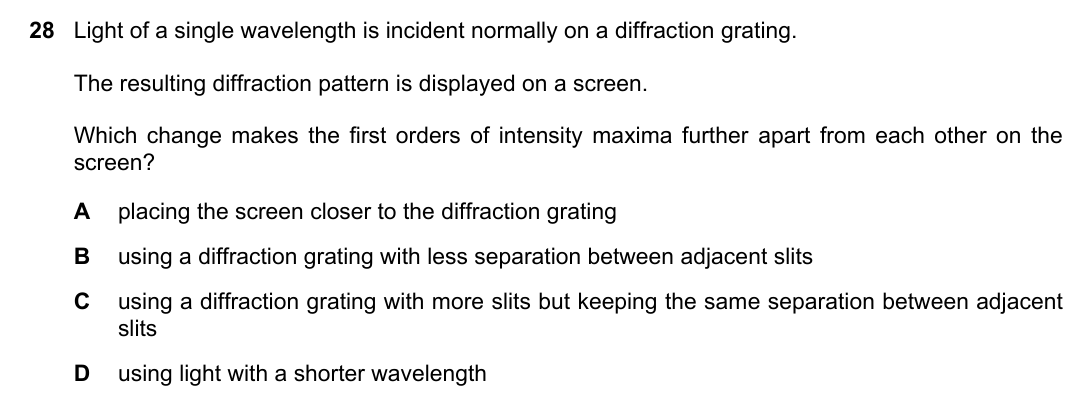 28 Light of a single wavelength is incident normally on a diffraction grating.
The resulting diffraction pattern is displayed on a screen.
Which change makes the first orders of intensity maxima further apart from each other on the
screen?
A placing the screen closer to the diffraction grating
B using a diffraction grating with less separation between adjacent slits
C using a diffraction grating with more slits but keeping the same separation between adjacent
slits
D using light with a shorter wavelength